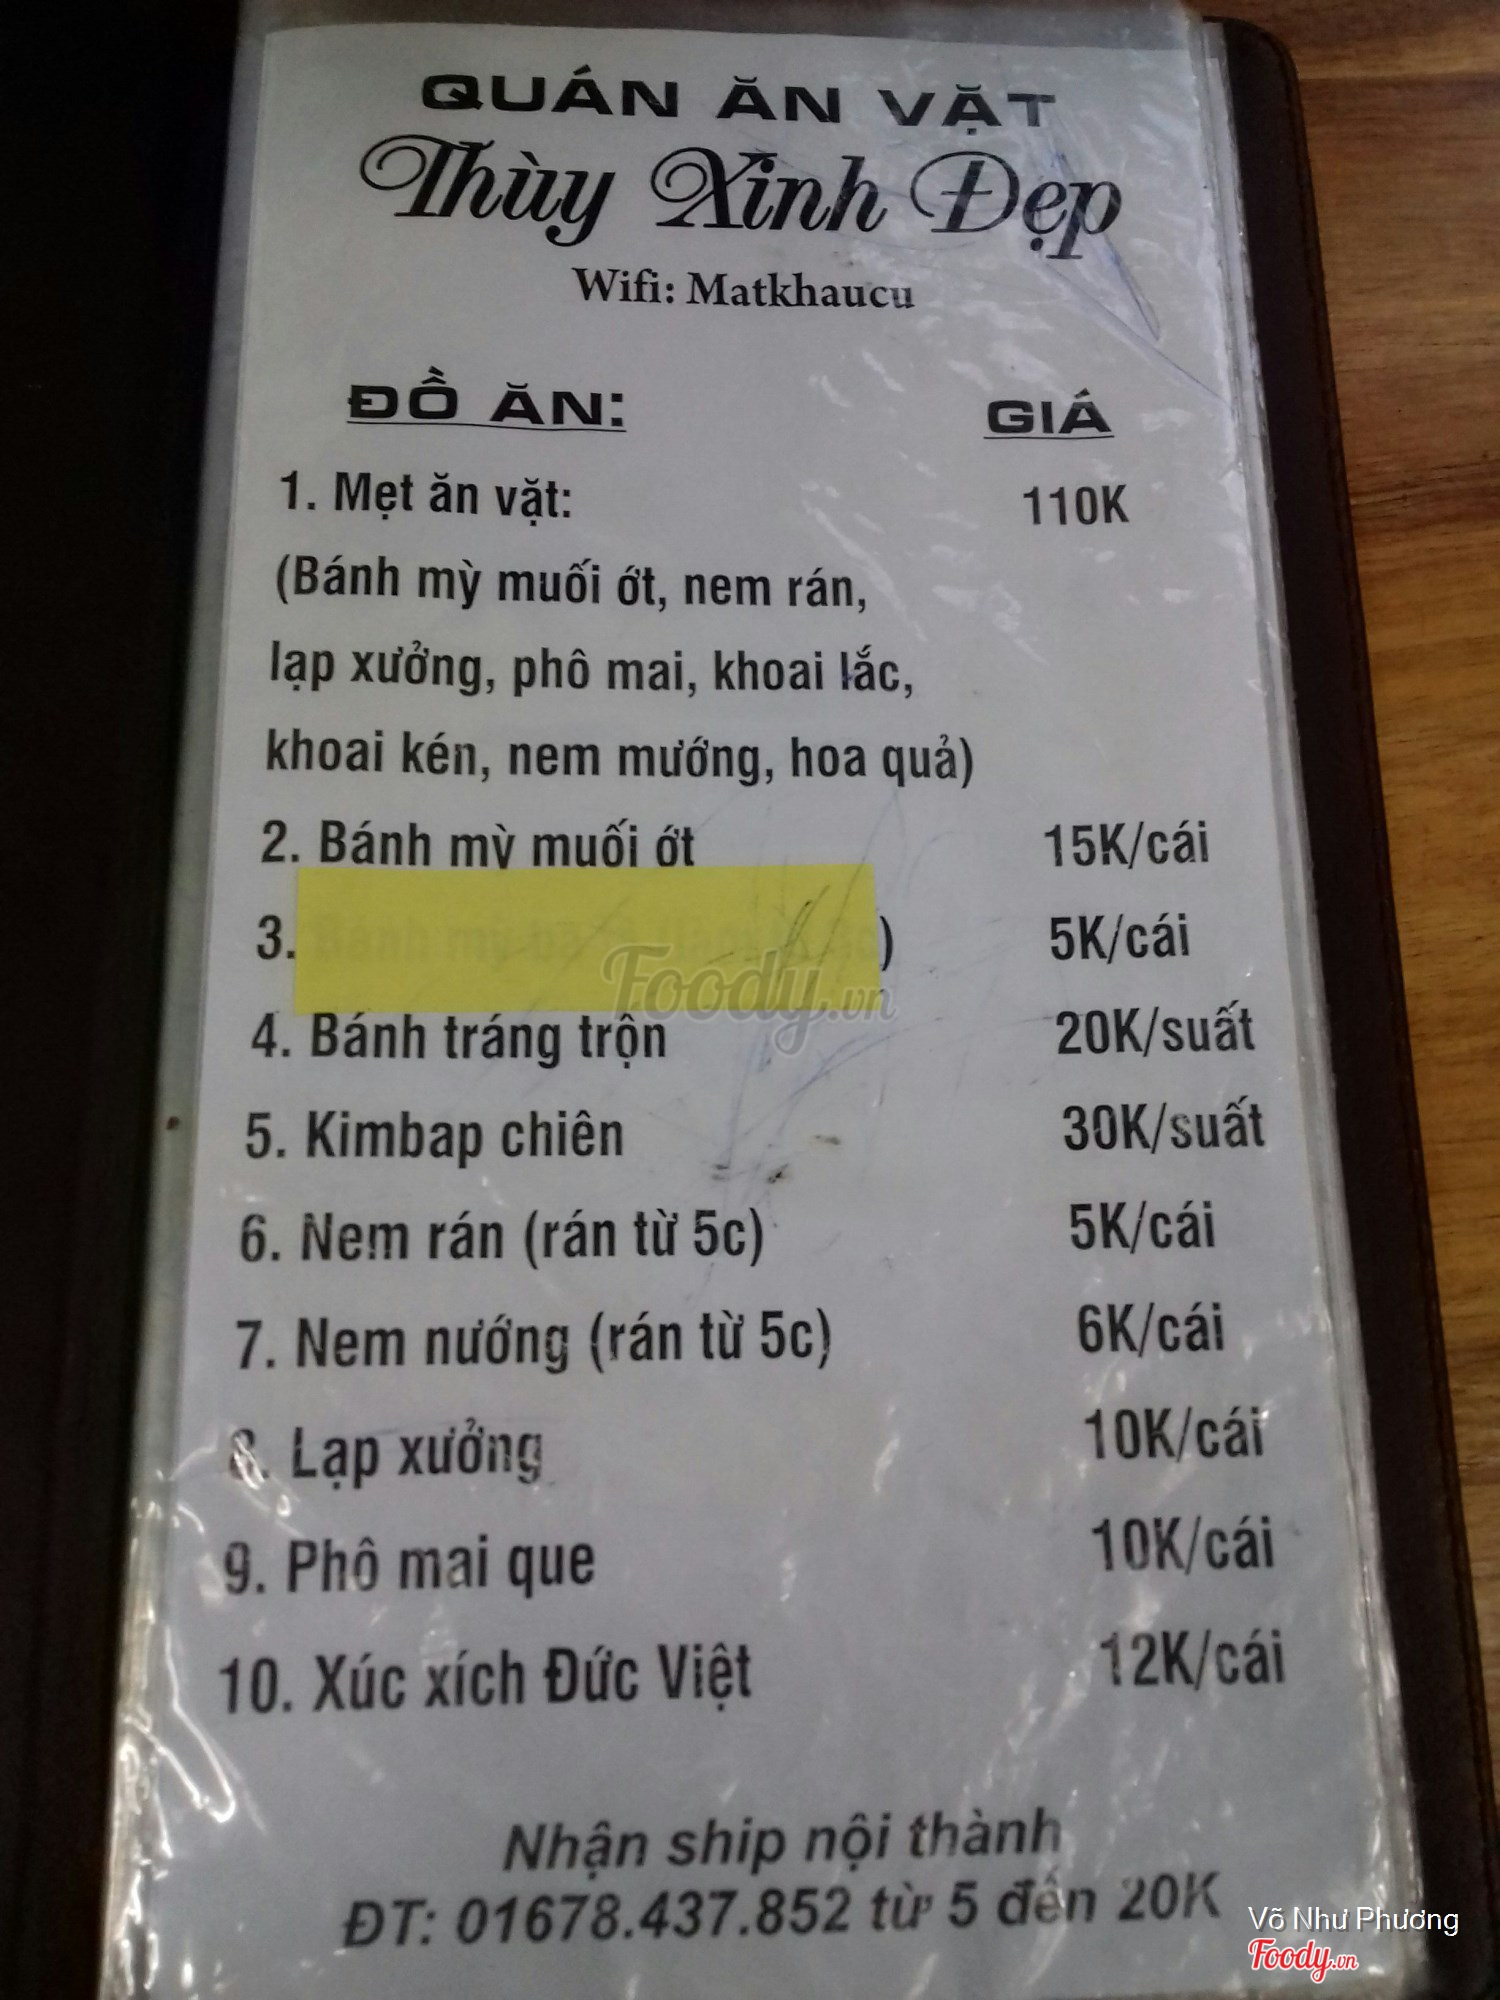 QUÁN ĂN VẶT
Thùy Xinh Đẹp
Wifi: Matkhaucu
ĐỒ ĂN: GIÁ
1. Mẹt ăn vặt: 110K
(Bánh mỳ muối ớt, nem rán,
lạp xưởng, phô mai, khoai lắc,
khoai kén, nem mướng, hoa quả)
2. Bánh mỳ muối ớt 15K/cái
3. ) 5K/cái
Foody.vn
4. Bánh tráng trộn 20K/suất
5. Kimbap chiên 30K/suất
6. Nem rán (rán từ 5c) 5K/cái
7. Nem nướng (rán từ 5c) 6K/cái
8. Lạp xưởng 10K/cái
9. Phô mai que 10K/cái
10. Xúc xích Đức Việt 12K/cái
Nhận ship nội thành
ĐT: 01678.437.852 từ 5 đến 20K
Võ Như Phương
Foody.vn